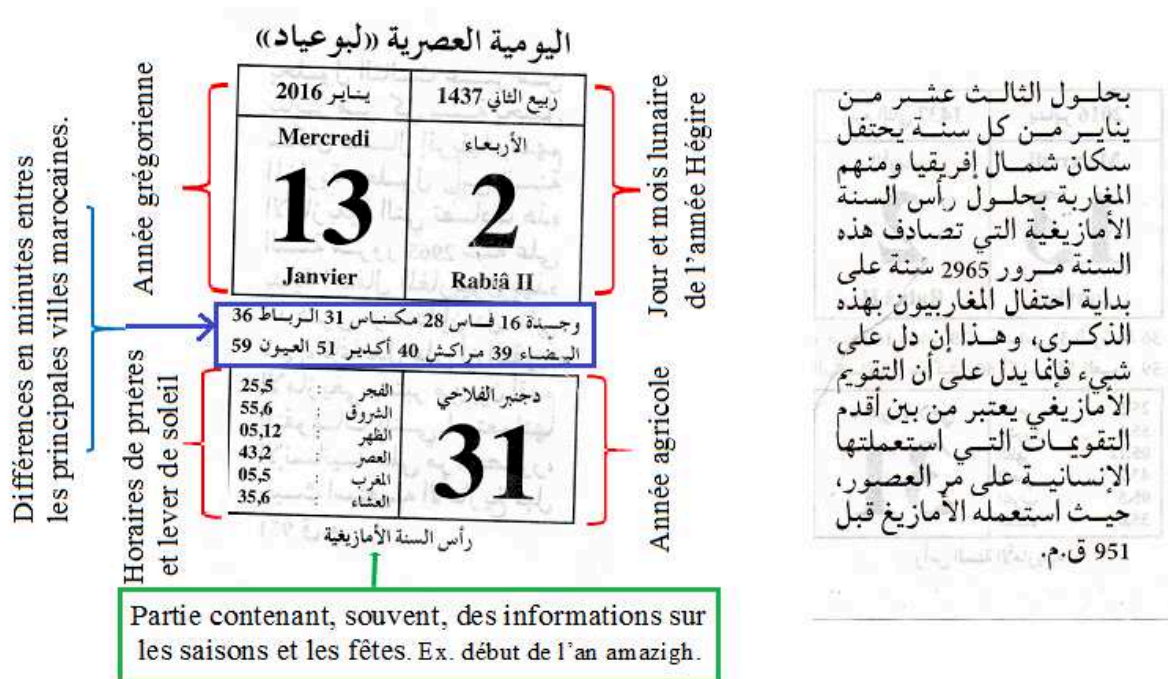 اليومية العصرية «لبوعياد»
يناير 2016
ربيع الثاني 1437
Mercredi
الأربعاء
13
2
Janvier
Rabiâ II
وجدة 16 فاس 28 مكناس 31 الرباط 36
البيضاء 39 مراكش 40 أكدير 51 العيون 59
الفجر : 25,5
الشروق : 55,6
الظهر : 05,12
العصر : 43,2
المغرب : 05,5
العشاء : 35,6
دجنبر الفلاحي
31
رأس السنة الأمازيغية
Différences en minutes entres
les principales villes marocaines.
Année grégorienne
Horaires de prières
et lever de soleil
Jour et mois lunaire
de l’année Hégire
Année agricole
Partie contenant, souvent, des informations sur
les saisons et les fêtes. Ex. début de l’an amazigh.
بحلول الثالث عشر من
يناير من كل سنة يحتفل
سكان شمال إفريقيا ومنهم
المغاربة بحلول رأس السنة
الأمازيغية التي تصادف هذه
السنة مرور 2965 سنة على
بداية احتفال المغاربيون بهذه
الذكرى، وهذا إن دل على
شيء فإنما يدل على أن التقويم
الأمازيغي يعتبر من بين أقدم
التقويمات التي استعملتها
الإنسانية على مر العصور،
حيث استعمله الأمازيغ قبل
951 ق.م.